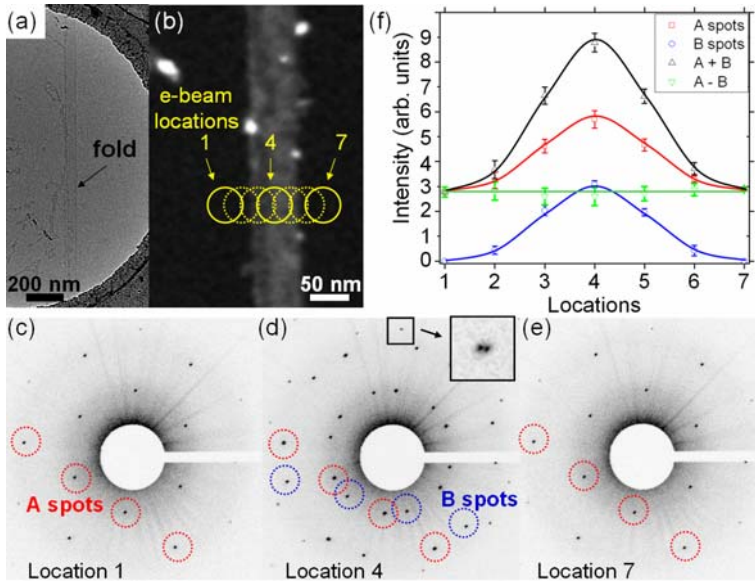 (a)
fold
200 nm
(b)
e-beam
locations
1
4
7
50 nm
(f)
Intensity (arb. units)
9
8
7
6
5
4
3
2
1
0
A spots
B spots
A + B
A - B
1 2 3 4 5 6 7
Locations
(c)
A spots
Location 1
(d)
B spots
Location 4
(e)
Location 7